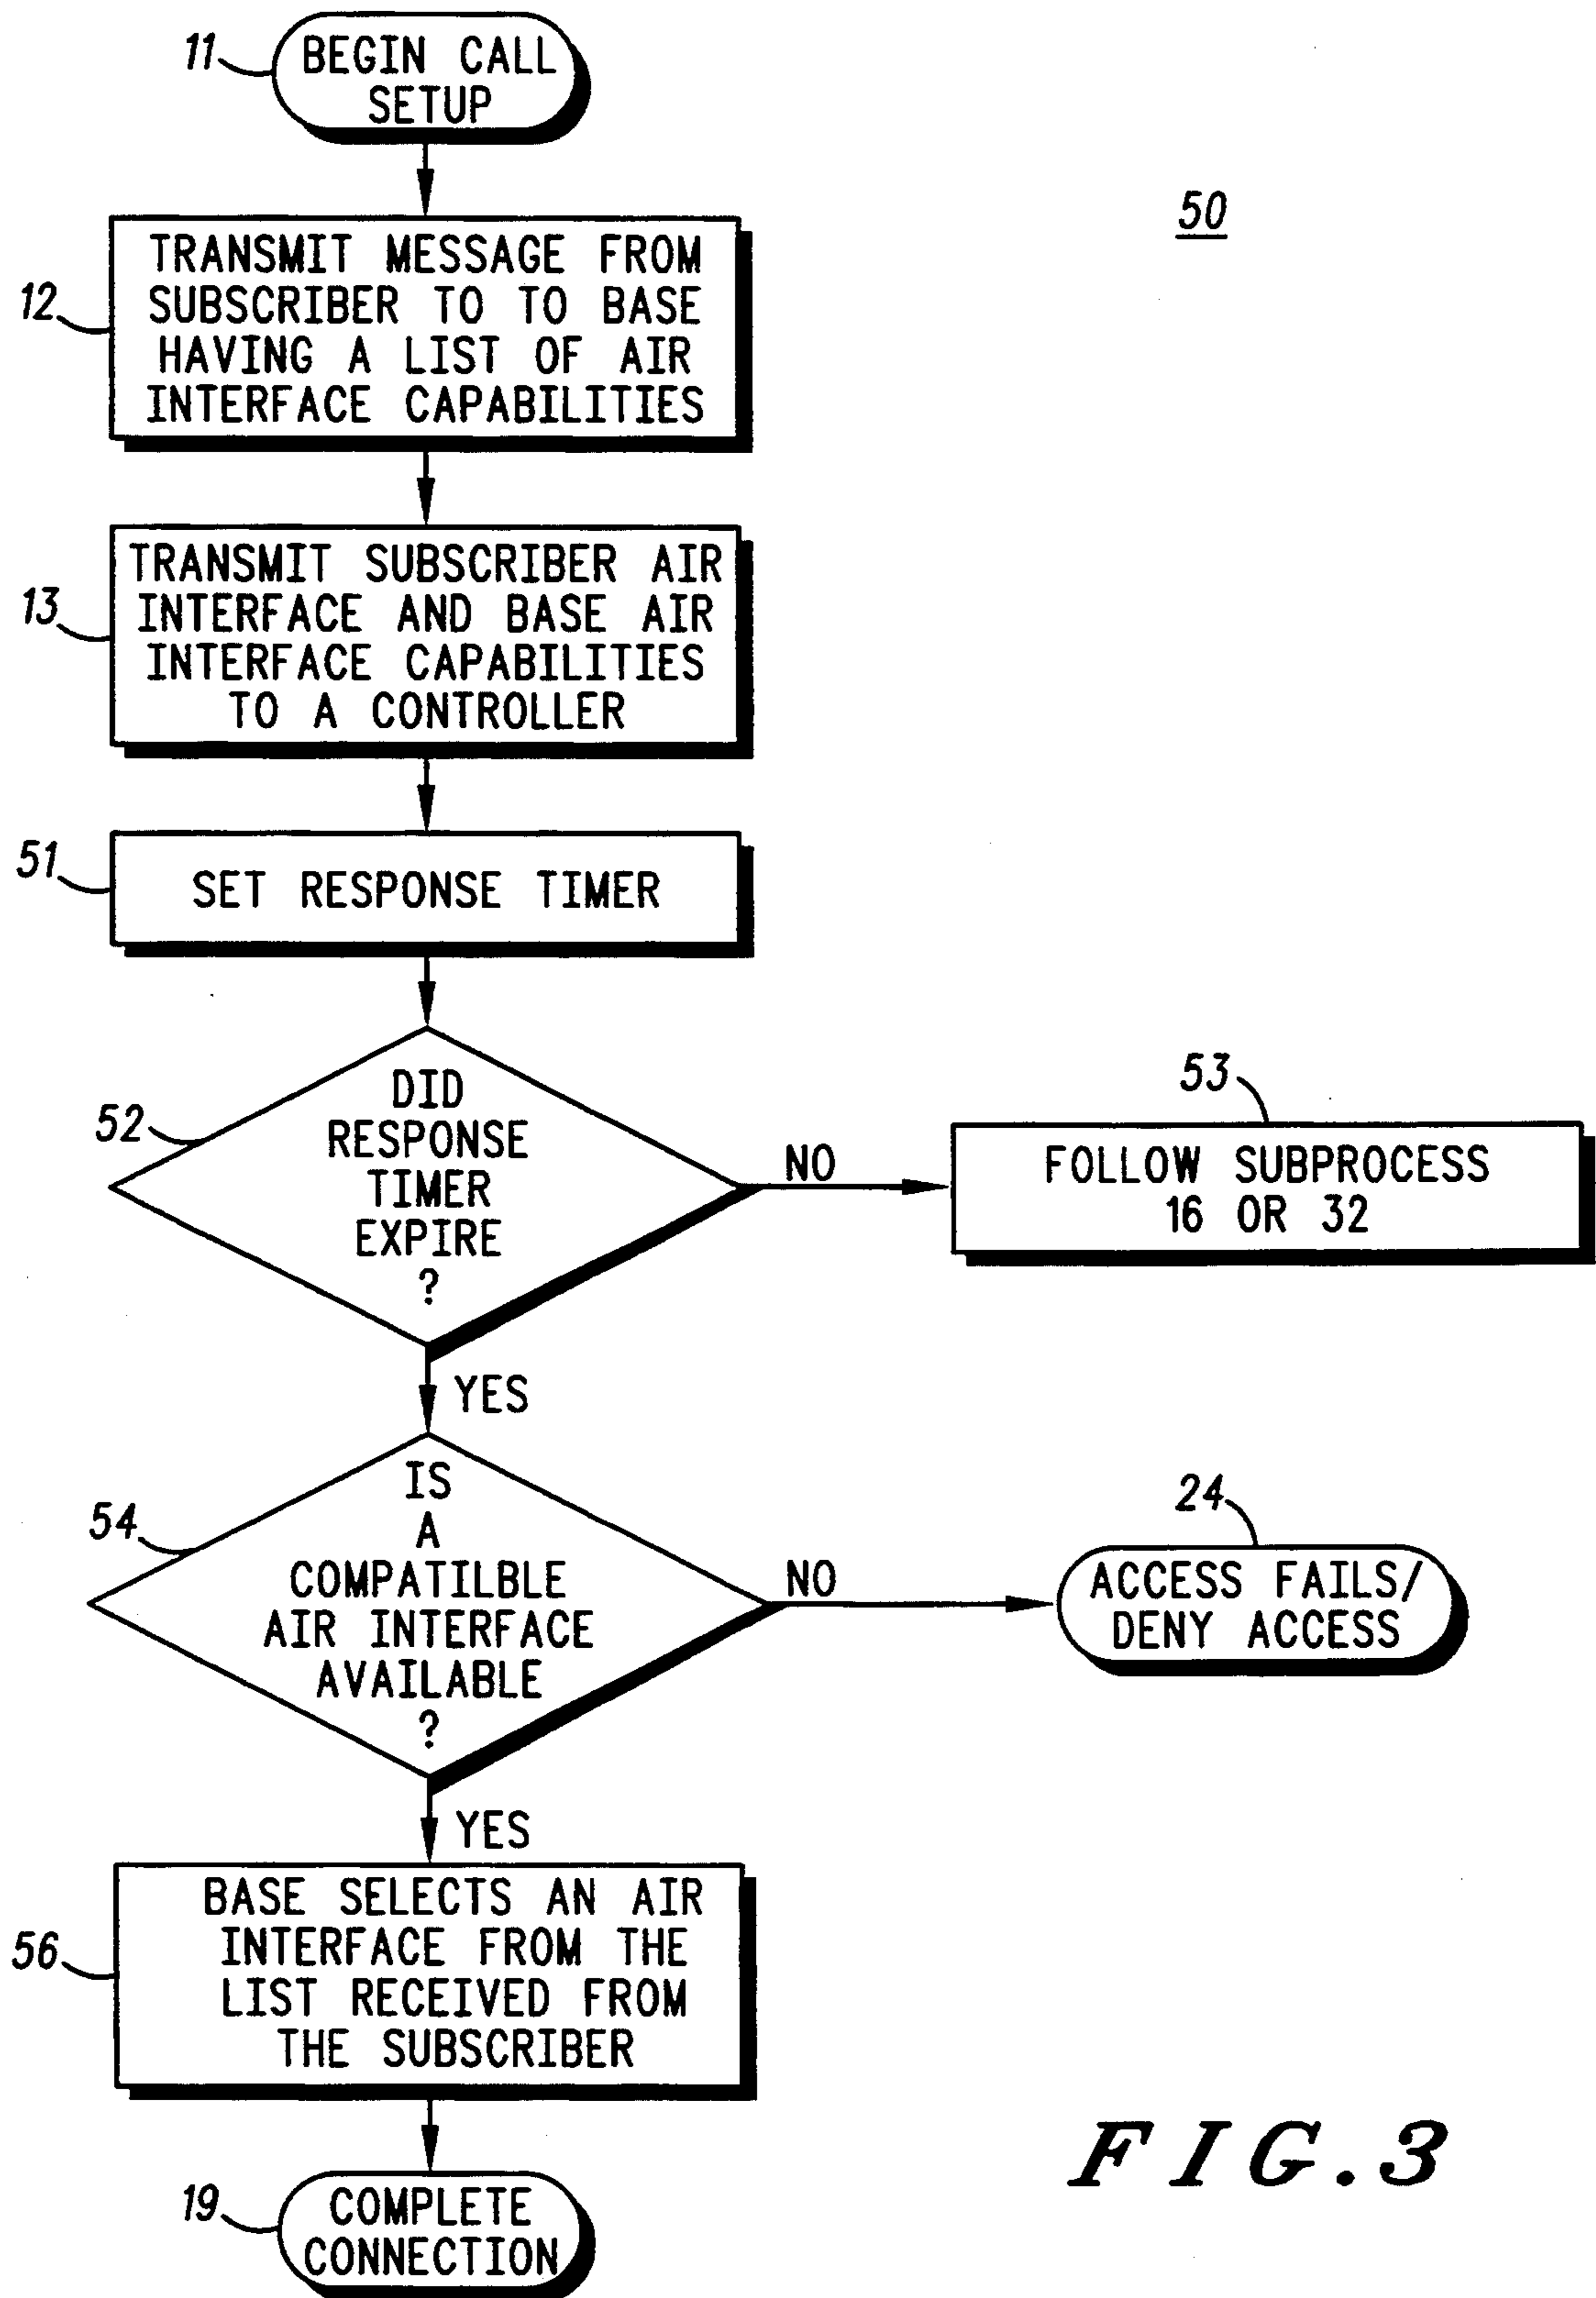 11
BEGIN CALL
SETUP
50
12
TRANSMIT MESSAGE FROM
SUBSCRIBER TO TO BASE
HAVING A LIST OF AIR
INTERFACE CAPABILITIES
13
TRANSMIT SUBSCRIBER AIR
INTERFACE AND BASE AIR
INTERFACE CAPABILITIES
TO A CONTROLLER
51
SET RESPONSE TIMER
52
DID
RESPONSE
TIMER
EXPIRE
?
NO
53
FOLLOW SUBPROCESS
16 OR 32
YES
54
IS
A
COMPATILBLE
AIR INTERFACE
AVAILABLE
?
NO
24
ACCESS FAILS/
DENY ACCESS
YES
56
BASE SELECTS AN AIR
INTERFACE FROM THE
LIST RECEIVED FROM
THE SUBSCRIBER
19
COMPLETE
CONNECTION
FIG.3